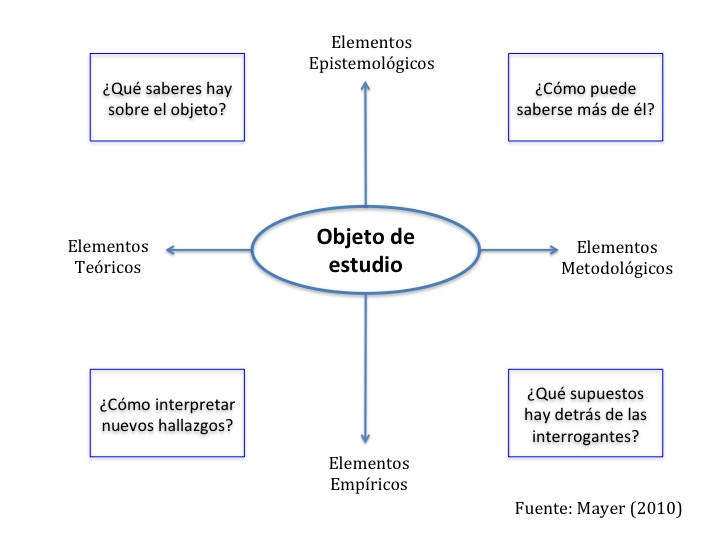 Elementos
Epistemológicos
¿Qué saberes hay
sobre el objeto?
¿Cómo puede
saberse más de él?
Objeto de
estudio
Elementos
Teóricos
Elementos
Metodológicos
¿Cómo interpretar
nuevos hallazgos?
¿Qué supuestos
hay detrás de las
interrogantes?
Elementos
Empíricos
Fuente: Mayer (2010)